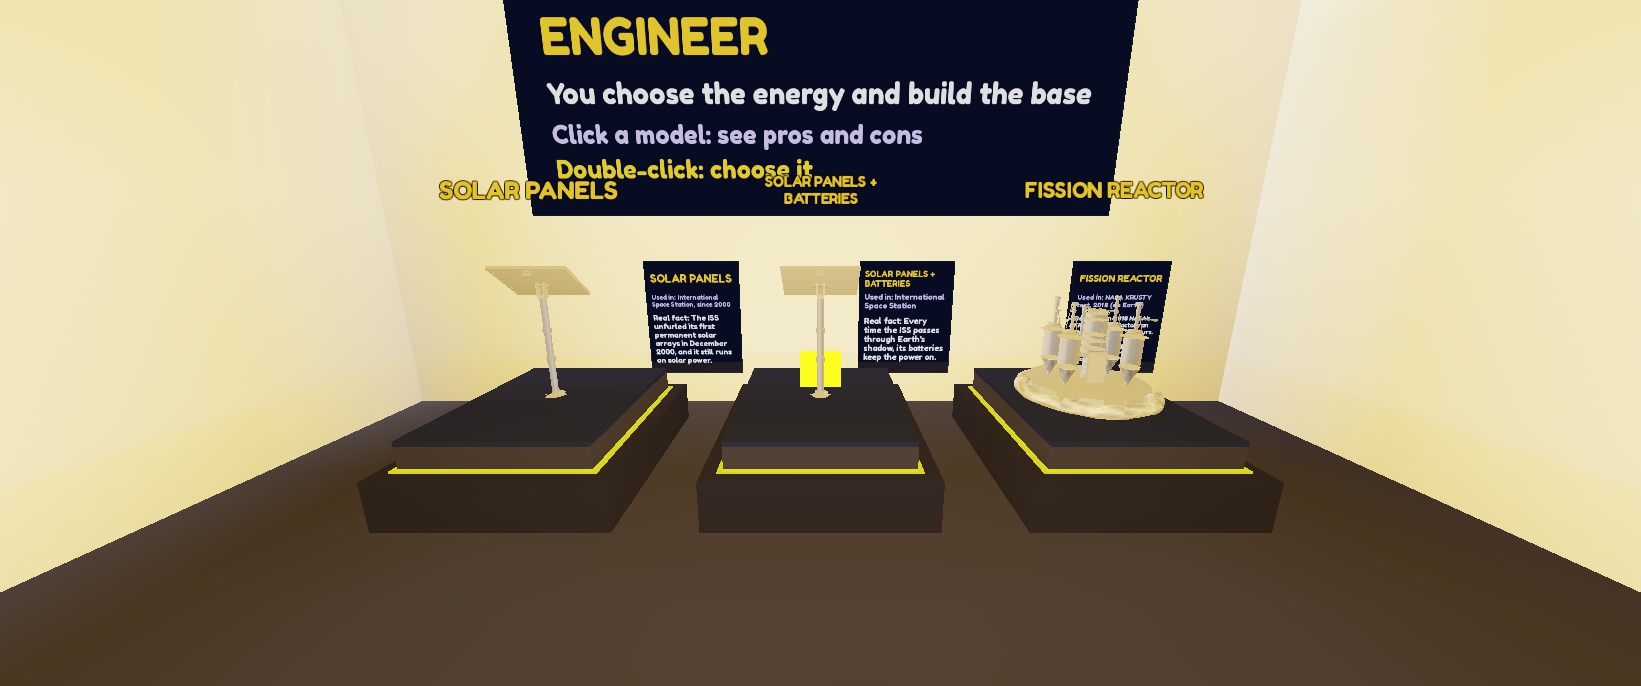 ENGINEER
You choose the energy and build the base
Click a model: see pros and cons
Double-click: choose it
SOLAR PANELS
SOLAR PANELS +
BATTERIES
FISSION REACTOR
SOLAR PANELS
Used in: International
Space Station, since 2000
Real fact: The ISS
unfurled its first
permanent solar
arrays in December
2000, and it still runs
on solar power.
SOLAR PANELS +
BATTERIES
Used in: International
Space Station
Real fact: Every
time the ISS passes
through Earth's
shadow, its batteries
keep the power on.
FISSION REACTOR
Used in: NASA KRUSTY
2018